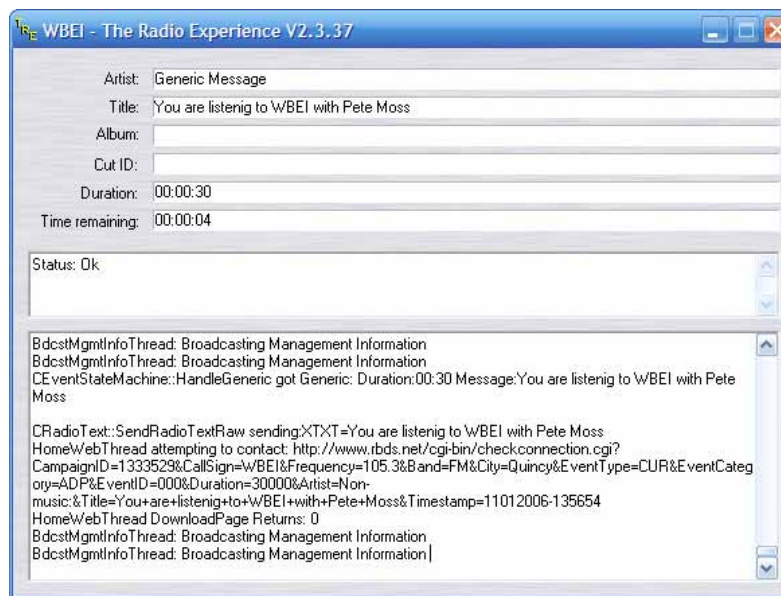 TRE WBEI - The Radio Experience V2.3.37
Artist: Generic Message
Title: You are listenig to WBEI with Pete Moss
Album:
Cut ID:
Duration: 00:00:30
Time remaining: 00:00:04
Status: Ok
BdcstMgmtInfoThread: Broadcasting Management Information
BdcstMgmtInfoThread: Broadcasting Management Information
CEventStateMachine::HandleGeneric got Generic: Duration:00:30 Message:You are listenig to WBEI with Pete
Moss
CRadioText::SendRadioTextRaw sending:XTXT=You are listenig to WBEI with Pete Moss
HomeWebThread attempting to contact: http://www.rbds.net/cgi-bin/checkconnection.cgi?
CampaignID=1333529&CallSign=WBEI&Frequency=105.3&Band=FM&City=Quincy&EventType=CUR&EventCateg
ory=ADP&EventID=000&Duration=30000&Artist=Non-
music:&Title=You+are+listenig+to+WBEI+with+Pete+Moss&Timestamp=11012006-135654
HomeWebThread DownloadPage Returns: 0
BdcstMgmtInfoThread: Broadcasting Management Information
BdcstMgmtInfoThread: Broadcasting Management Information